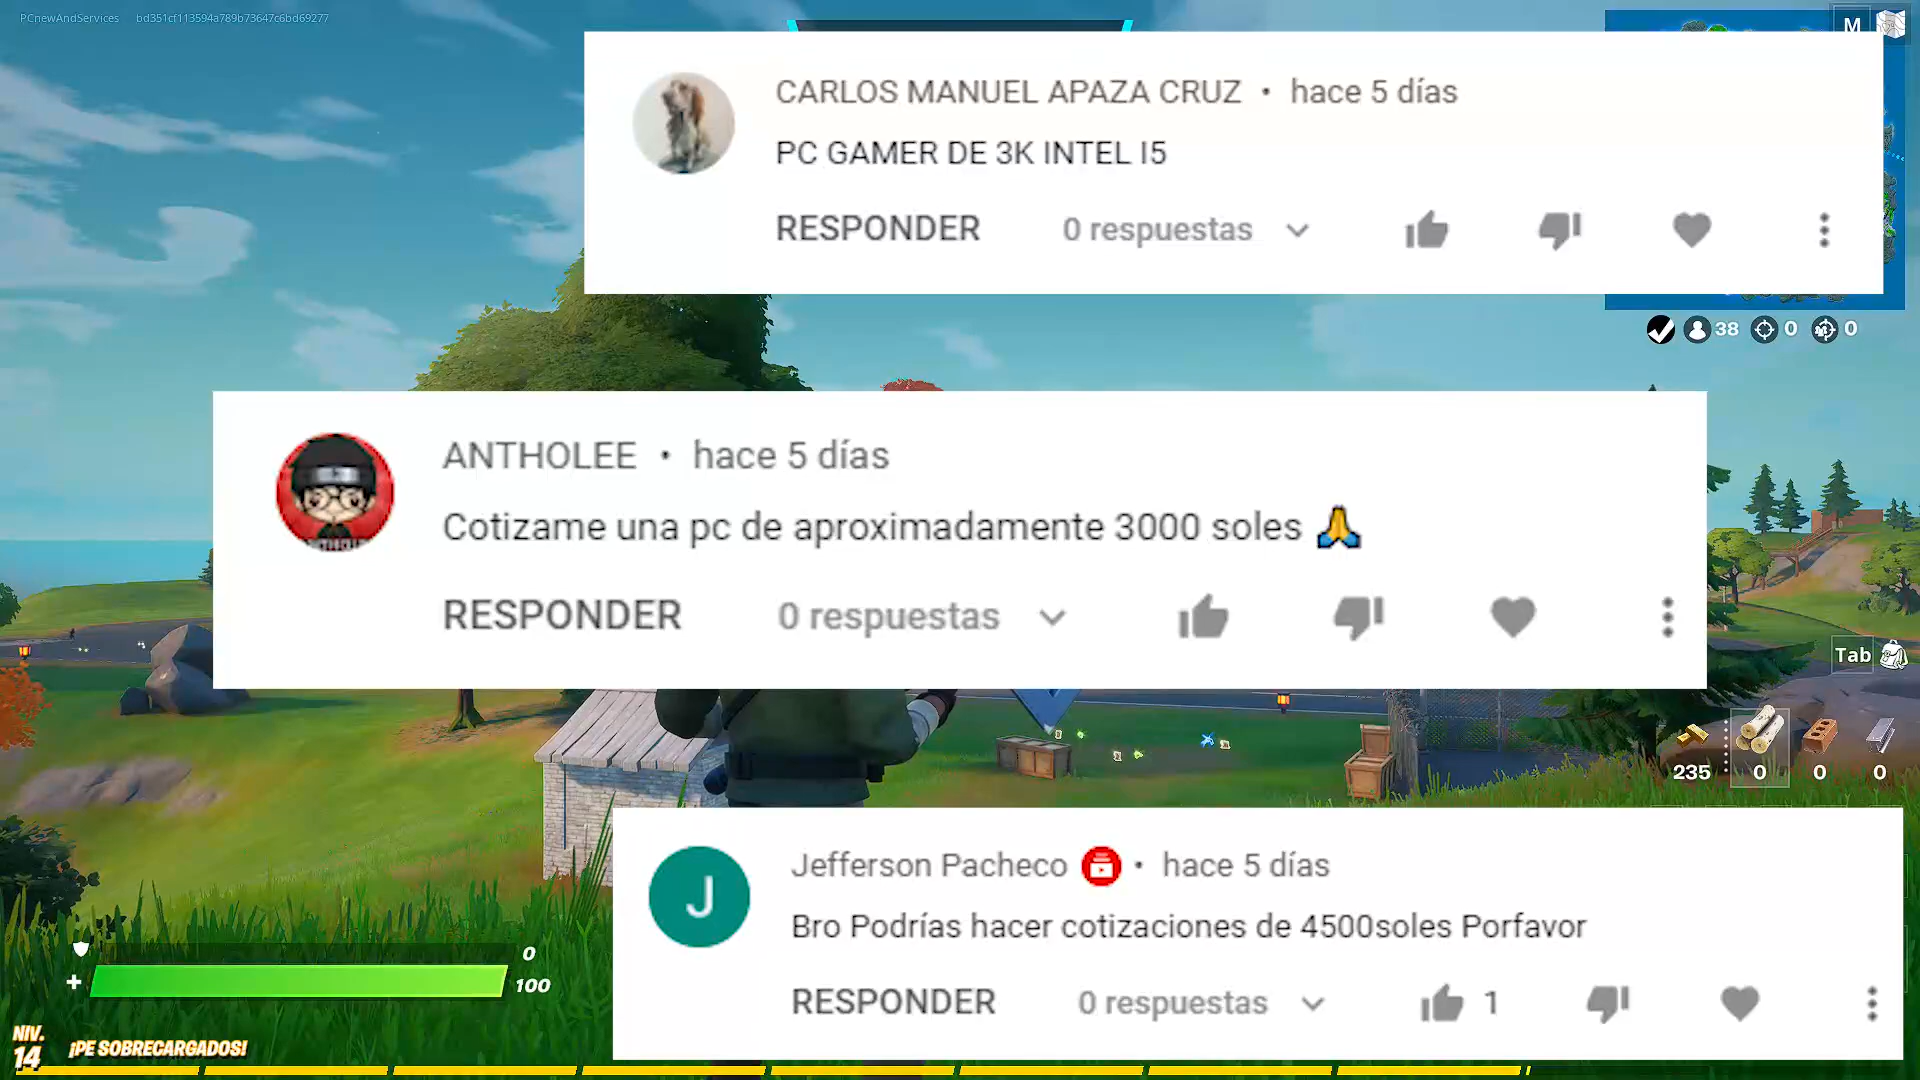 PCnewAndServices bd351cf113594a789b73647c6bd69277
M
CARLOS MANUEL APAZA CRUZ • hace 5 días
PC GAMER DE 3K INTEL I5
RESPONDER 0 respuestas
38 0 0
ANTHOLEE • hace 5 días
Cotizame una pc de aproximadamente 3000 soles 🙏
RESPONDER 0 respuestas
Tab
235 0 0 0
J
Jefferson Pacheco • hace 5 días
Bro Podrías hacer cotizaciones de 4500soles Porfavor
RESPONDER 0 respuestas 1
0
100
NIV.
14 ¡PE SOBRECARGADOS!